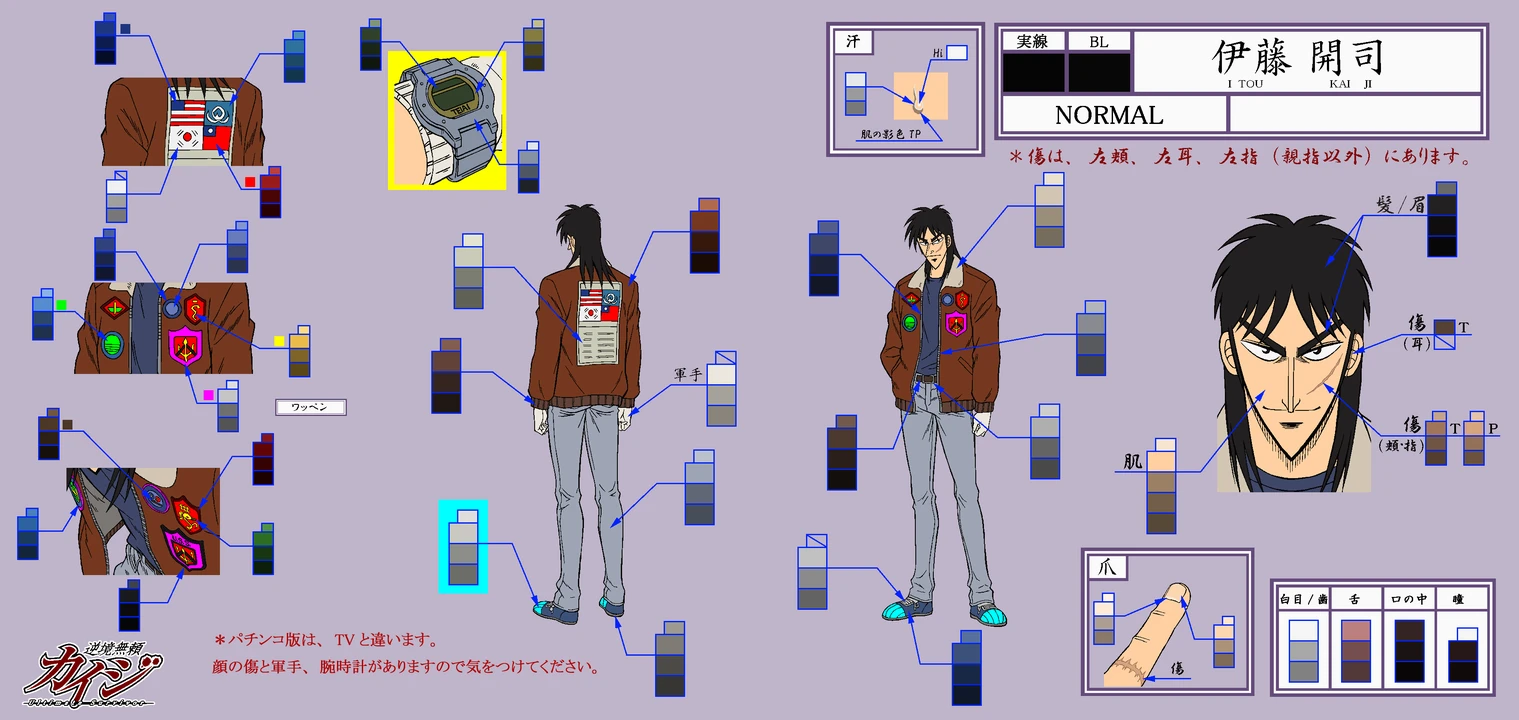 汗
Hi
肌の影色 TP
実線
BL
伊藤 開司
I TOU KAI JI
NORMAL
＊傷は、左頬、左耳、左指（親指以外）にあります。
TEIAI
髪/眉
傷
(耳)
T
軍手
ワッペン
傷
(頬・指)
T
P
肌
爪
傷
白目/歯
舌
口の中
瞳
＊パチンコ版は、TVと違います。
顔の傷と軍手、腕時計がありますので気をつけてください。
逆境無頼
カイジ
Ultimate Survivor